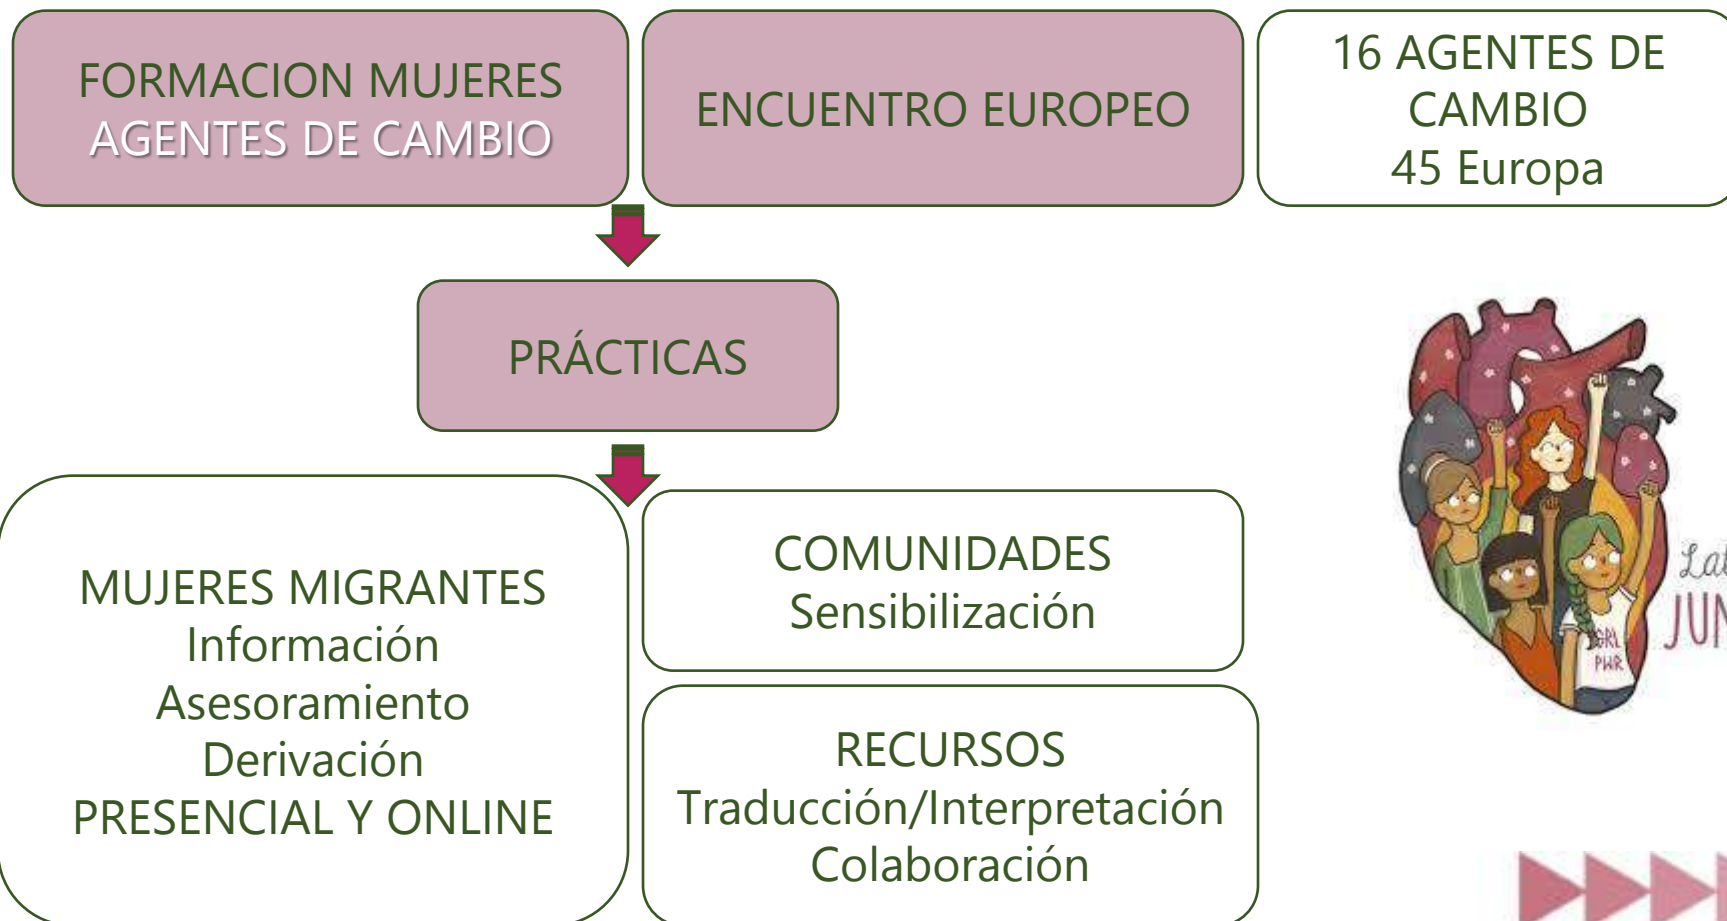 FORMACION MUJERES
AGENTES DE CAMBIO
ENCUENTRO EUROPEO
16 AGENTES DE
CAMBIO
45 Europa
PRÁCTICAS
MUJERES MIGRANTES
Información
Asesoramiento
Derivación
PRESENCIAL Y ONLINE
COMUNIDADES
Sensibilización
RECURSOS
Traducción/Interpretación
Colaboración
GRL
PWR